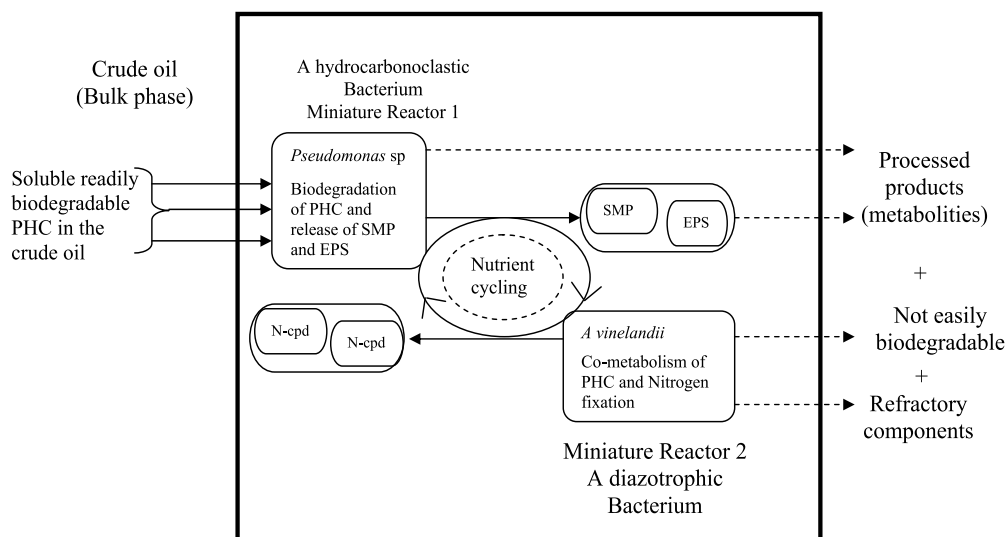 Crude oil
(Bulk phase)
A hydrocarbonoclastic
Bacterium
Miniature Reactor 1
Soluble readily
biodegradable
PHC in the
crude oil
Pseudomonas sp
Biodegradation
of PHC and
release of SMP
and EPS
SMP
EPS
Nutrient
cycling
N-cpd
N-cpd
A vinelandii
Co-metabolism of
PHC and Nitrogen
fixation
Miniature Reactor 2
A diazotrophic
Bacterium
Processed
products
(metabolities)
+
Not easily
biodegradable
+
Refractory
components